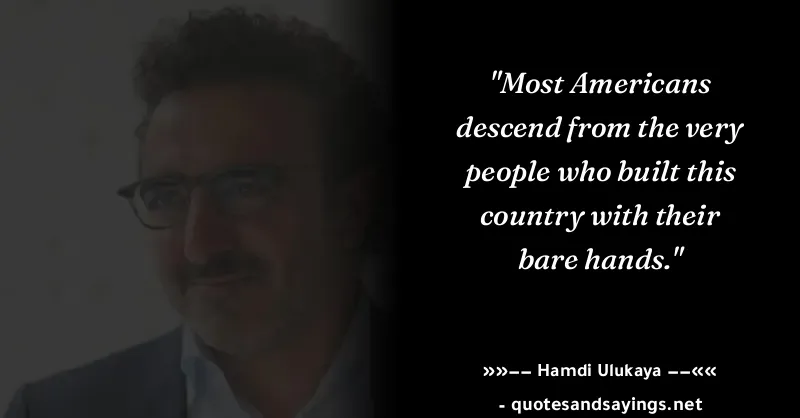 "Most Americans
descend from the very
people who built this
country with their
bare hands."
»»−− Hamdi Ulukaya −−««
- quotesandsayings.net